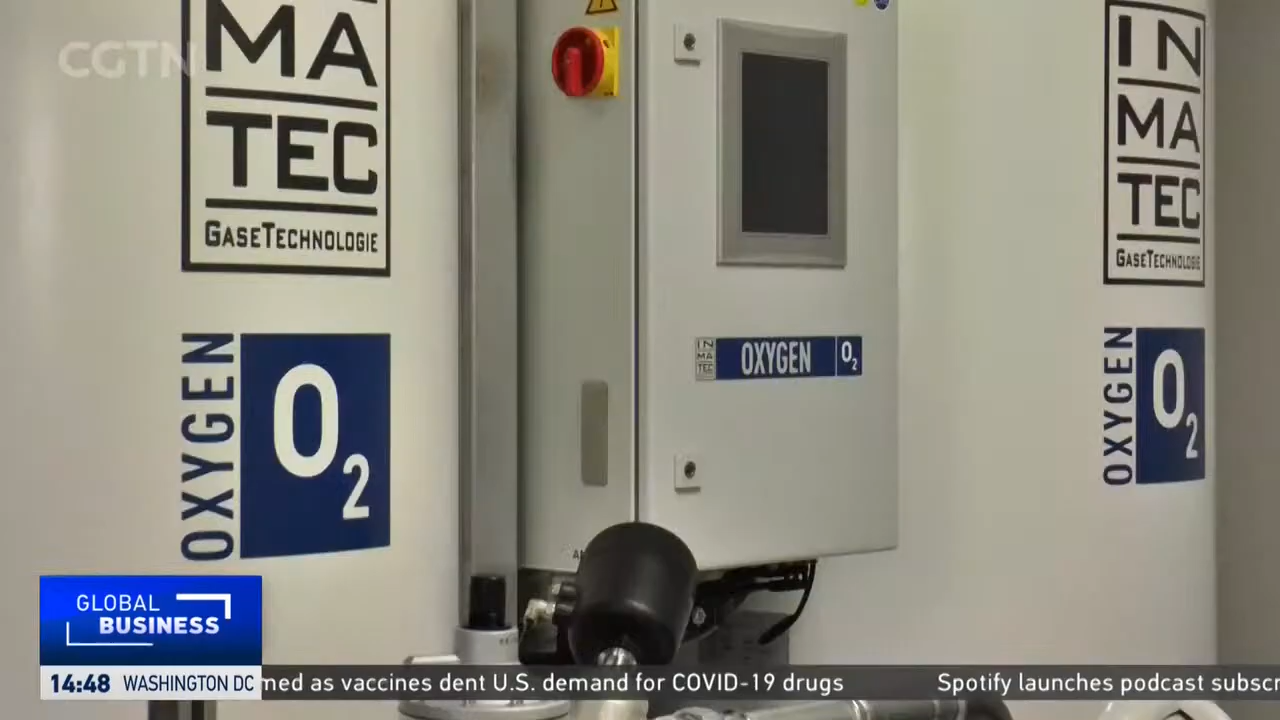 CGTN
MA
TEC
GASETECHNOLOGIE
OXYGEN
O2
IN
MA
TEC
OXYGEN
O2
IN
MA
TEC
GASETECHNOLOGIE
OXYGEN
O2
GLOBAL
BUSINESS
14:48 WASHINGTON DC
med as vaccines dent U.S. demand for COVID-19 drugs
Spotify launches podcast subscr